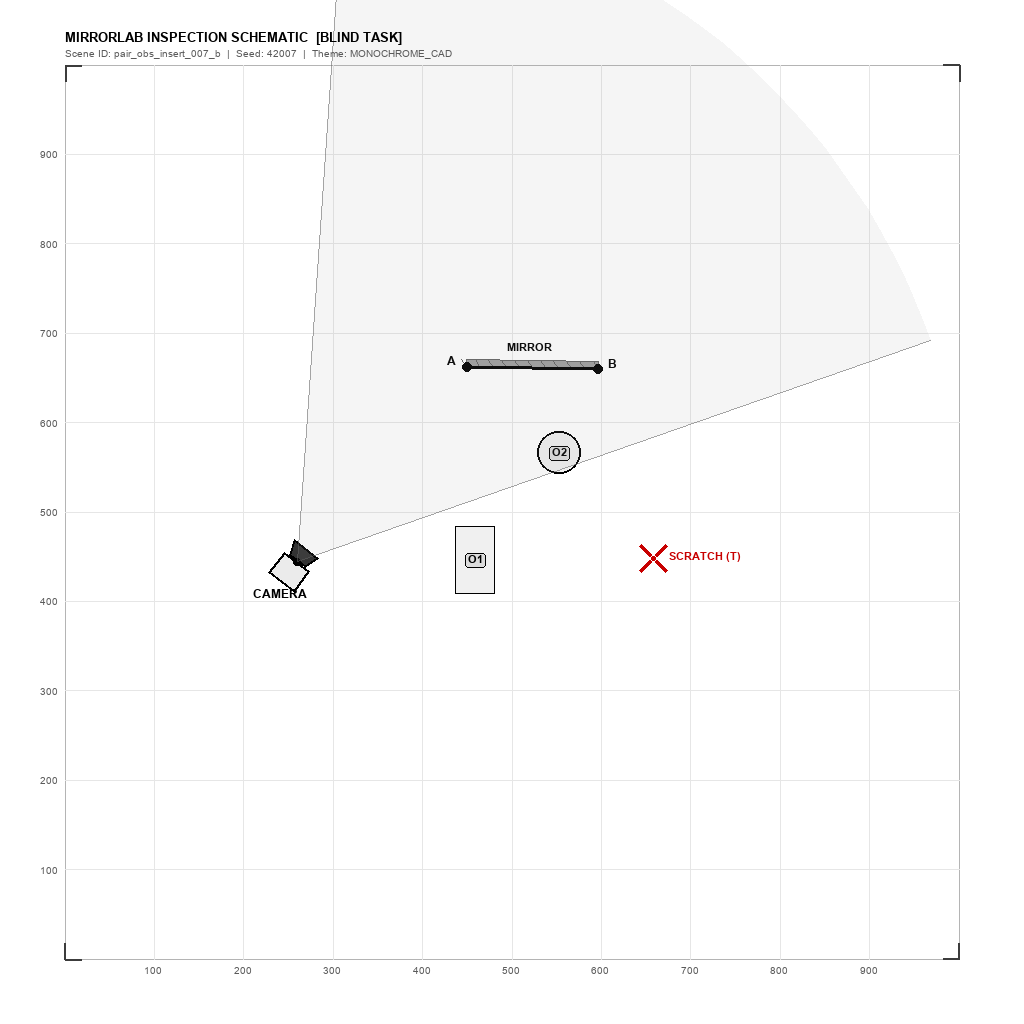 MIRRORLAB INSPECTION SCHEMATIC [BLIND TASK]
Scene ID: pair_obs_insert_007_b | Seed: 42007 | Theme: MONOCHROME_CAD
900
800
MIRROR
A
B
700
600
O2
500
O1
SCRATCH (T)
CAMERA
400
300
200
100
100 200 300 400 500 600 700 800 900